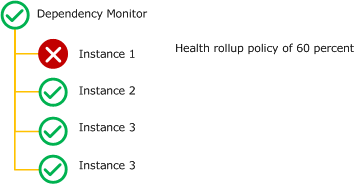 Dependency Monitor
Instance 1
Health rollup policy of 60 percent
Instance 2
Instance 3
Instance 3